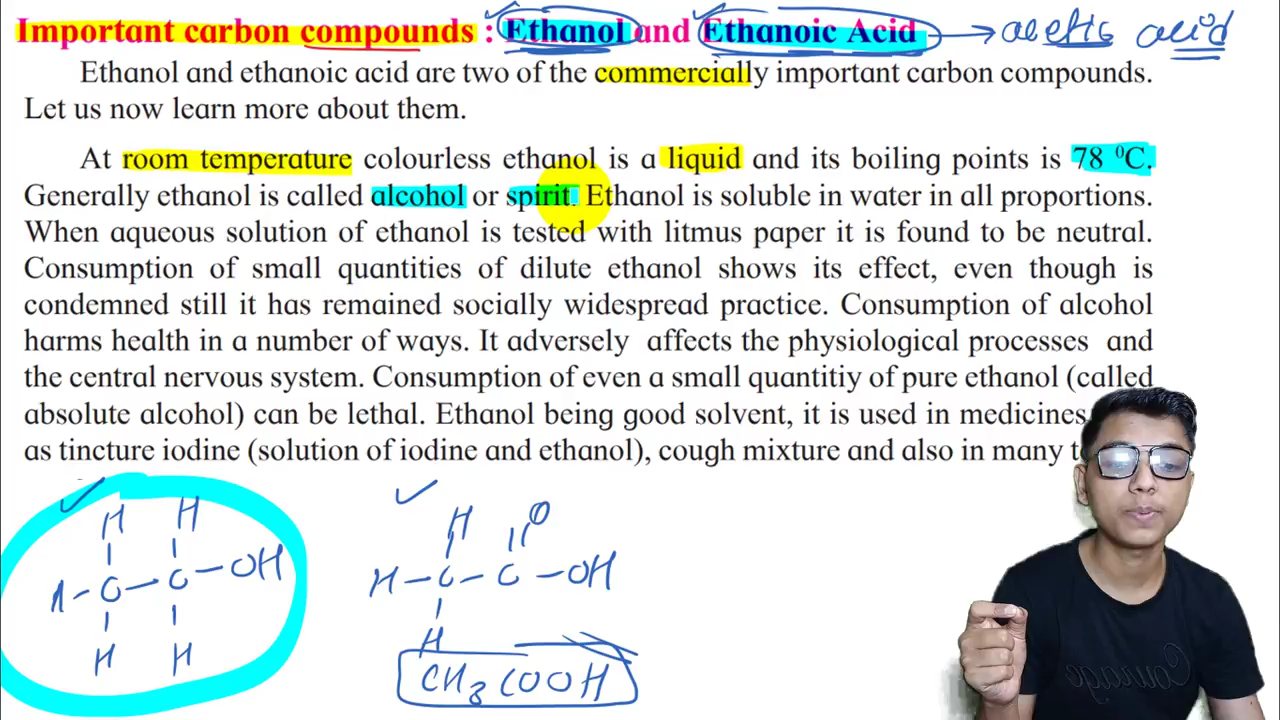 Important carbon compounds : Ethanol and Ethanoic Acid → acetic acid
Ethanol and ethanoic acid are two of the commercially important carbon compounds.
Let us now learn more about them.
At room temperature colourless ethanol is a liquid and its boiling points is 78 ⁰C.
Generally ethanol is called alcohol or spirit. Ethanol is soluble in water in all proportions.
When aqueous solution of ethanol is tested with litmus paper it is found to be neutral.
Consumption of small quantities of dilute ethanol shows its effect, even though is
condemned still it has remained socially widespread practice. Consumption of alcohol
harms health in a number of ways. It adversely affects the physiological processes and
the central nervous system. Consumption of even a small quantitiy of pure ethanol (called
absolute alcohol) can be lethal. Ethanol being good solvent, it is used in medicines
as tincture iodine (solution of iodine and ethanol), cough mixture and also in many
H H
H - C - C - OH
H H
H O
H - C - C - OH
H
CH₃COOH
Courage